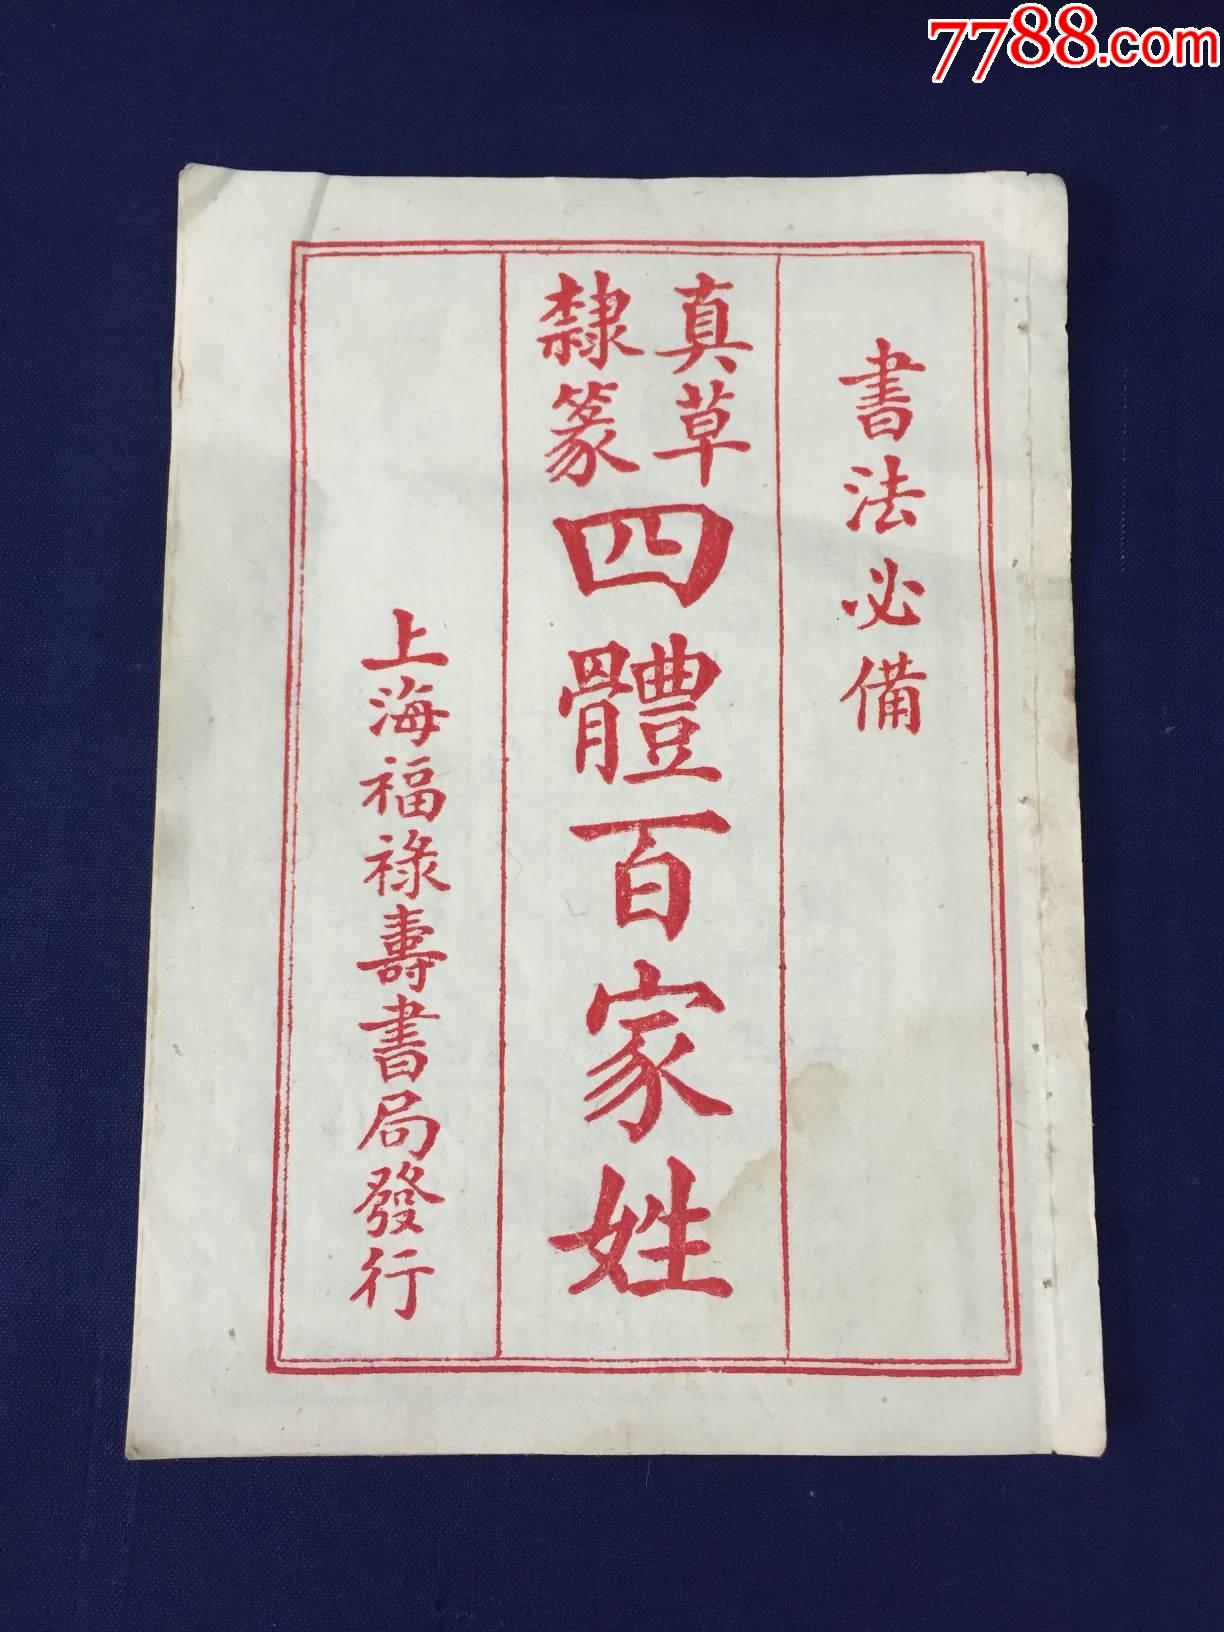 7788.com
書法必備
真草
隸篆
四體百家姓
上海福祿壽書局發行